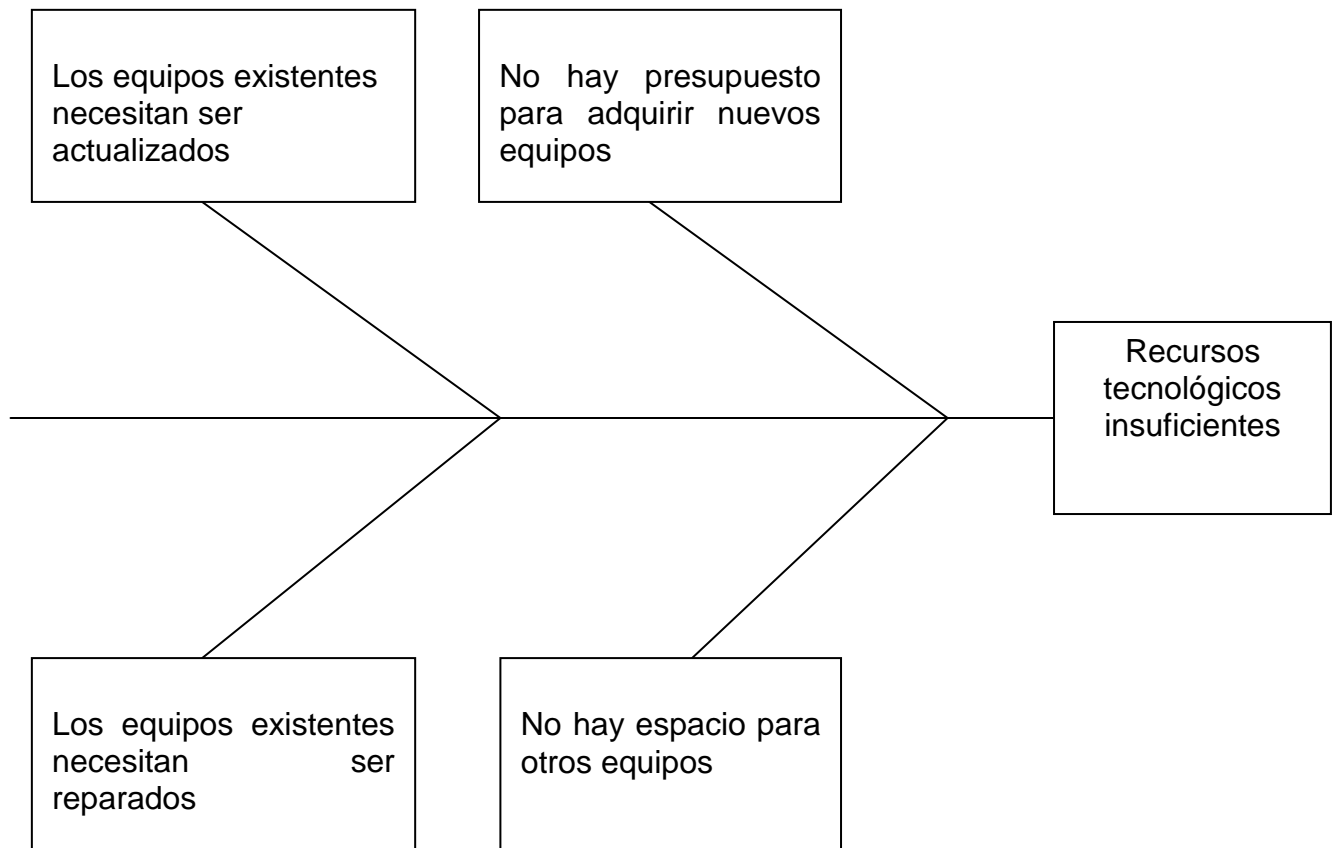 Los equipos existentes
necesitan ser
actualizados
No hay presupuesto
para adquirir nuevos
equipos
Recursos
tecnológicos
insuficientes
Los equipos existentes
necesitan ser
reparados
No hay espacio para
otros equipos